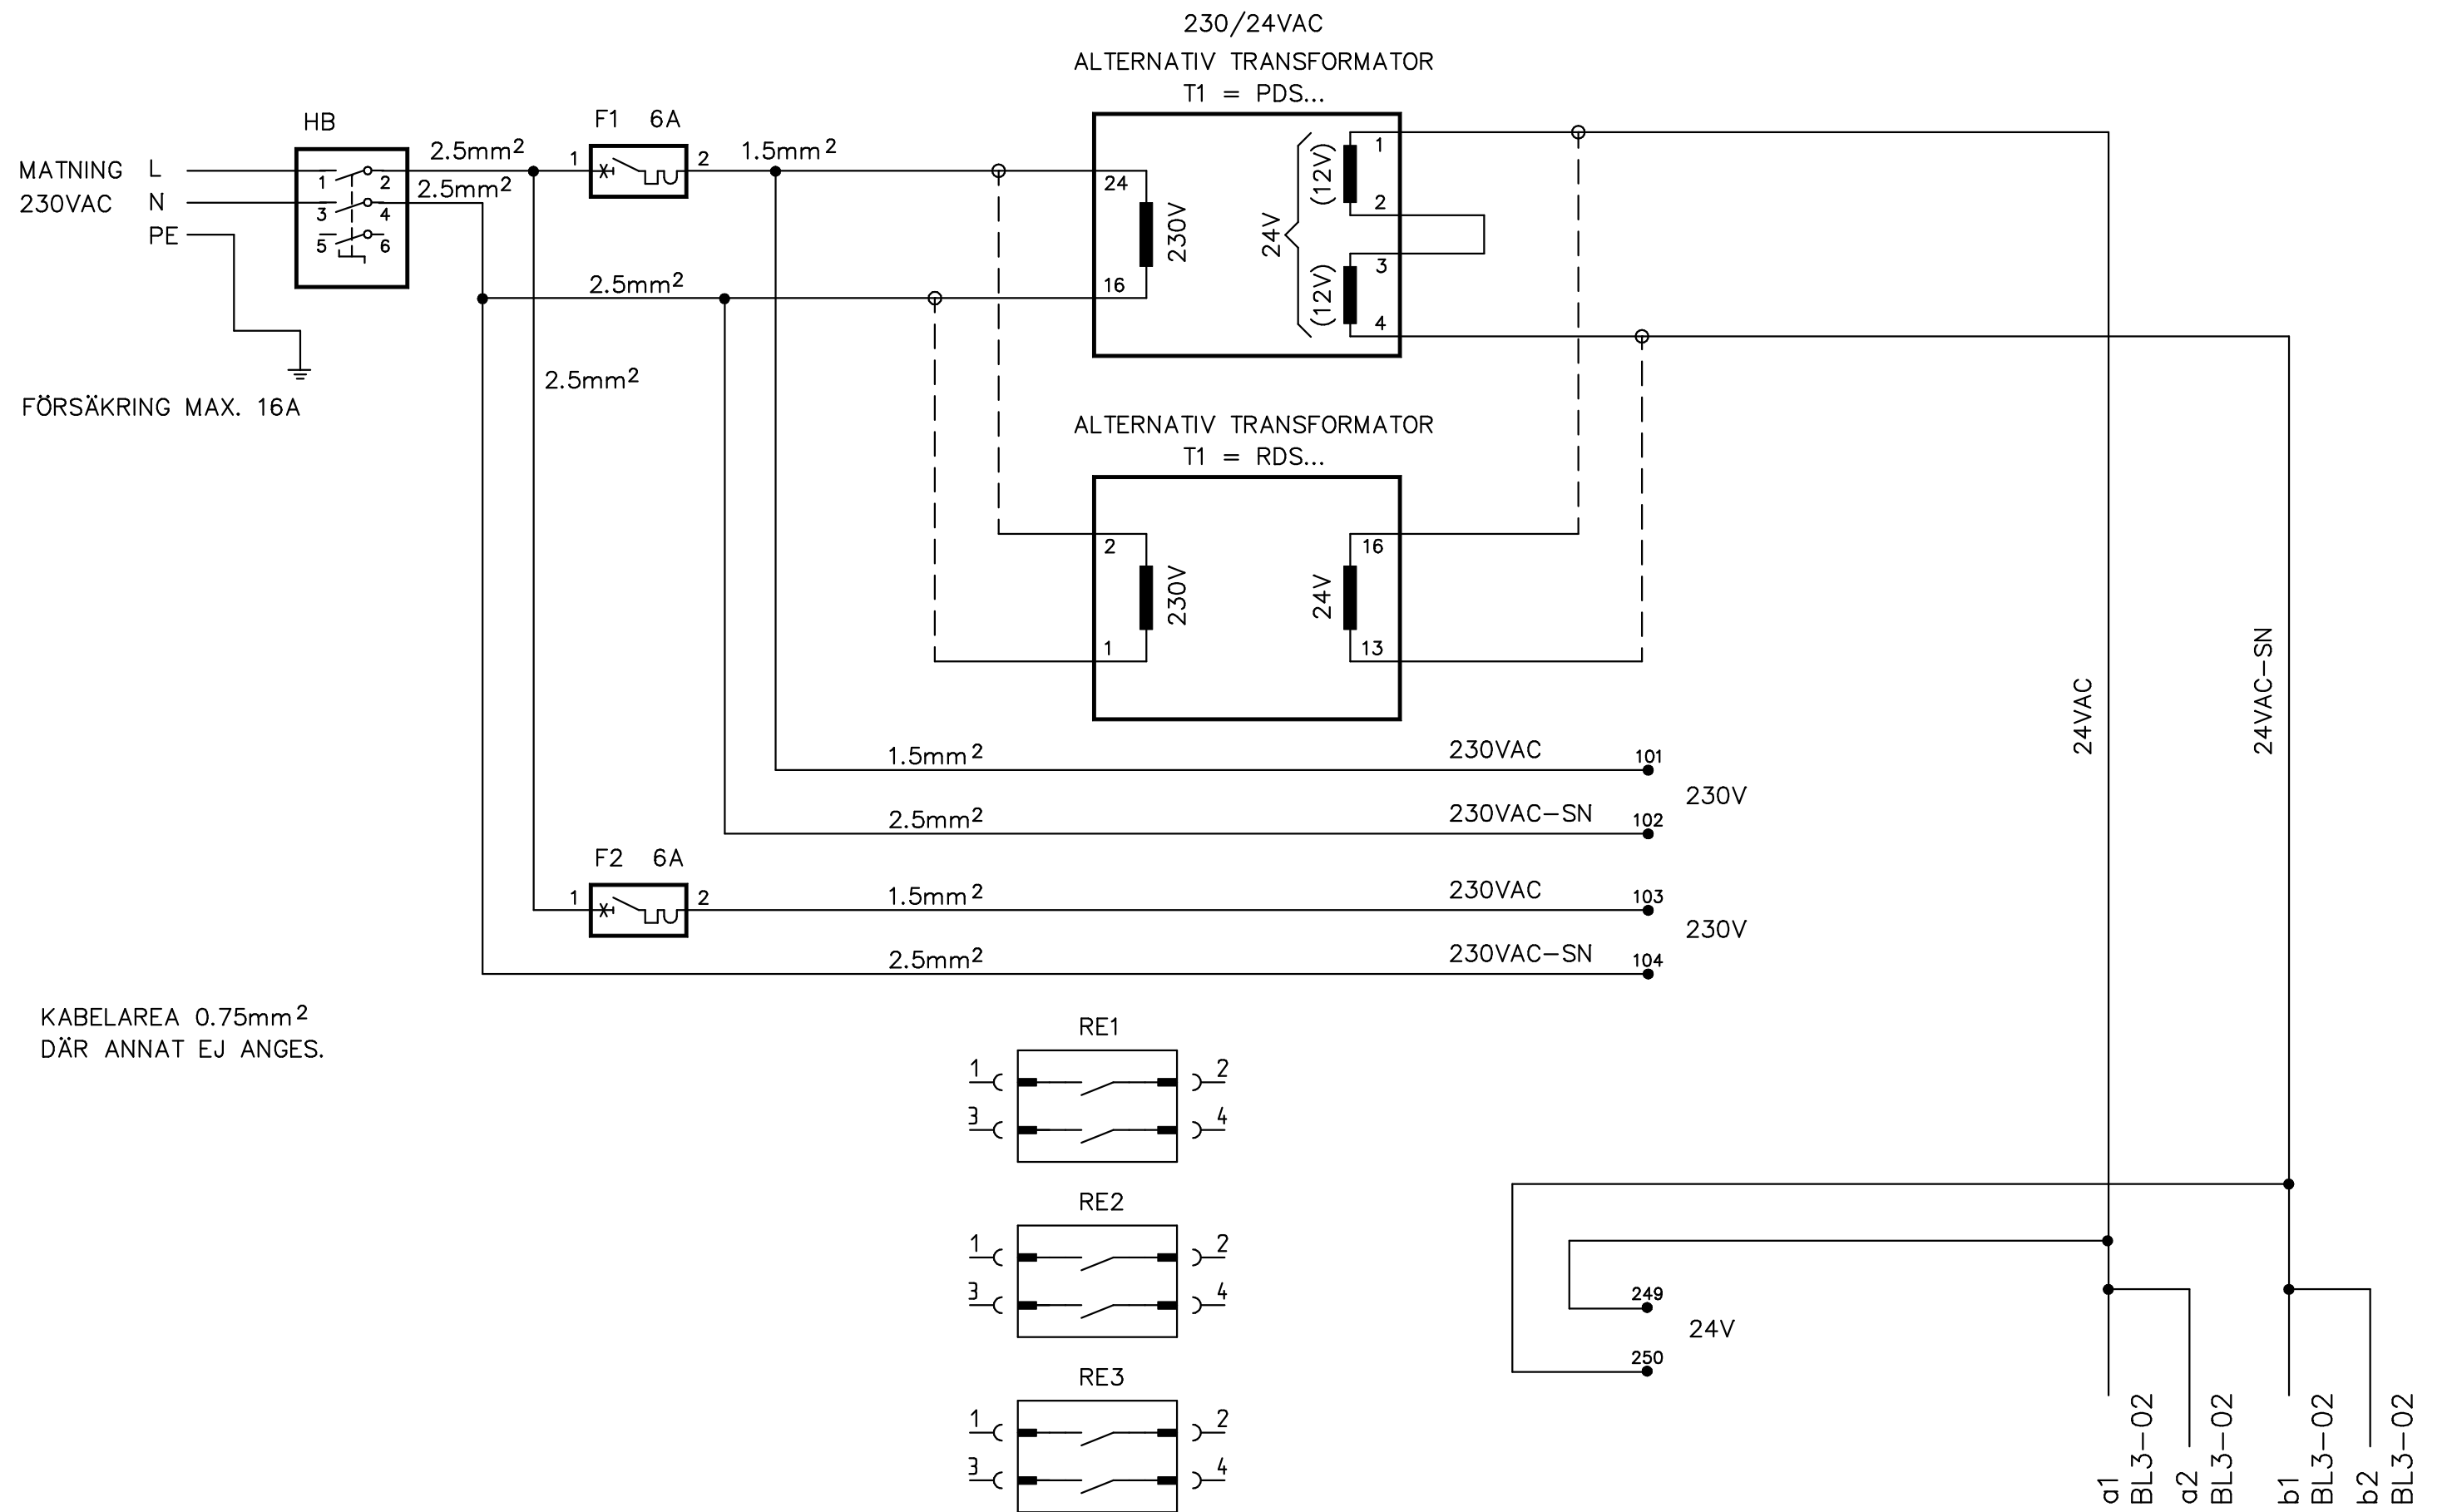 230/24VAC
ALTERNATIV TRANSFORMATOR
T1 = PDS...
HB
F1 6A
2.5mm²
1.5mm²
MATNING L
230VAC N
PE
1 2
3 4
5 6
2.5mm²
1 2
24
16
230V
24V
(12V)
(12V)
1
2
3
4
2.5mm²
2.5mm²
FÖRSÄKRING MAX. 16A
ALTERNATIV TRANSFORMATOR
T1 = RDS...
2
1
230V
24V
16
13
24VAC
24VAC-SN
1.5mm² 230VAC 101
230V
2.5mm² 230VAC-SN 102
F2 6A
1 2
1.5mm² 230VAC 103
230V
2.5mm² 230VAC-SN 104
KABELAREA 0.75mm²
DÄR ANNAT EJ ANGES.
RE1
1 2
3 4
RE2
1 2
3 4
RE3
1 2
3 4
249
24V
250
a1
BL3-02
a2
BL3-02
b1
BL3-02
b2
BL3-02